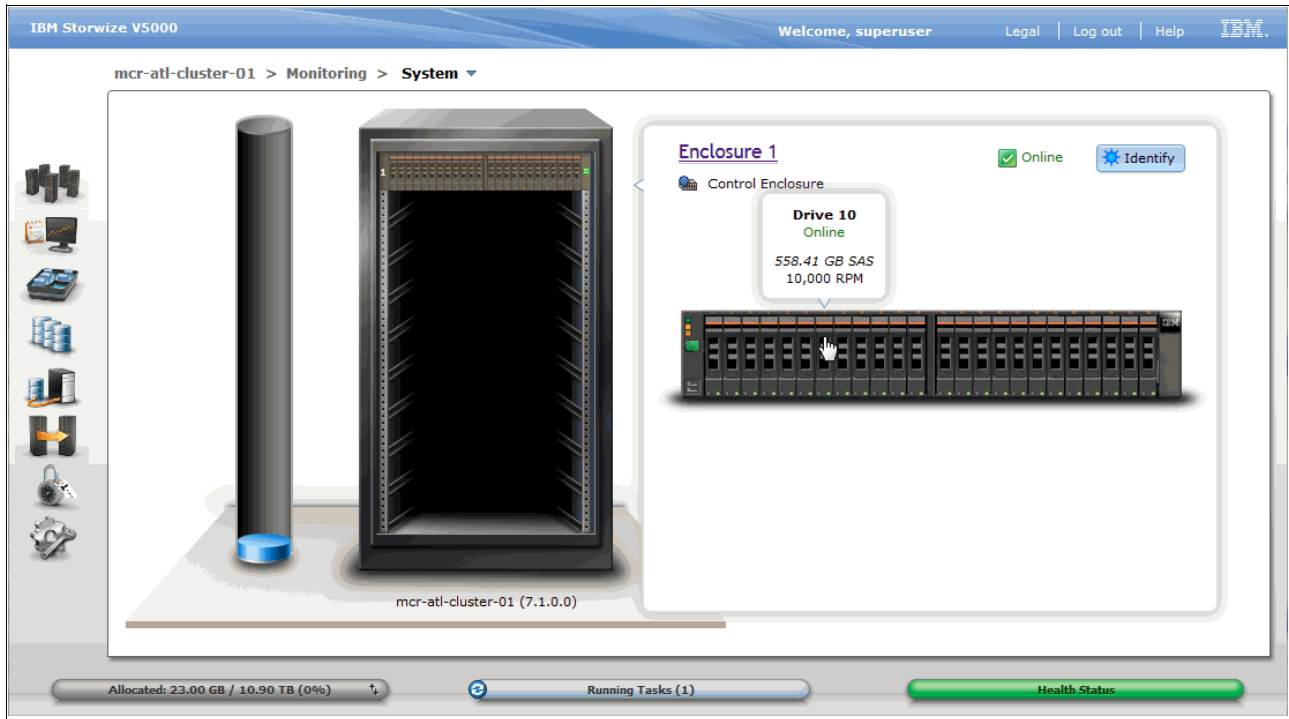 IBM Storwize V5000
Welcome, superuser
Legal | Log out | Help
IBM.
mcr-atl-cluster-01 > Monitoring > System
Enclosure 1
Online
Identify
Control Enclosure
Drive 10
Online
558.41 GB SAS
10,000 RPM
1
IBM
mcr-atl-cluster-01 (7.1.0.0)
Allocated: 23.00 GB / 10.90 TB (0%)
Running Tasks (1)
Health Status